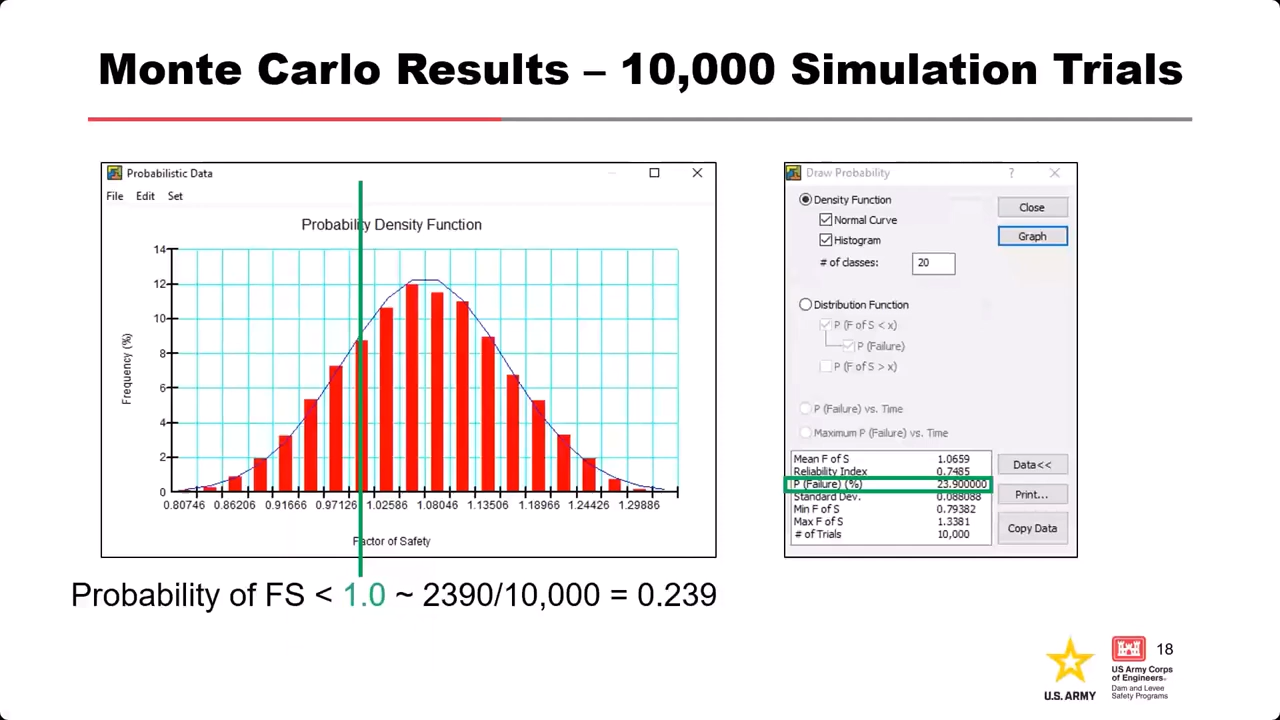 Monte Carlo Results – 10,000 Simulation Trials
Probabilistic Data
File Edit Set
Probability Density Function
14
12
10
8
6
4
2
0
Frequency (%)
0.80746 0.86206 0.91666 0.97126 1.02586 1.08046 1.13506 1.18966 1.24426 1.29886
Factor of Safety
Draw Probability
Density Function
Close
Normal Curve
Graph
Histogram
# of classes: 20
Distribution Function
P (F of S < x)
P (Failure)
P (F of S > x)
P (Failure) vs. Time
Maximum P (Failure) vs. Time
Mean F of S 1.0659
Reliability Index 0.7485
P (Failure) (%) 23.900000
Standard Dev. 0.088088
Min F of S 0.79382
Max F of S 1.3381
# of Trials 10,000
Data<<
Print...
Copy Data
Probability of FS < 1.0 ~ 2390/10,000 = 0.239
U.S. ARMY
US Army Corps
of Engineers®
Dam and Levee
Safety Programs
18